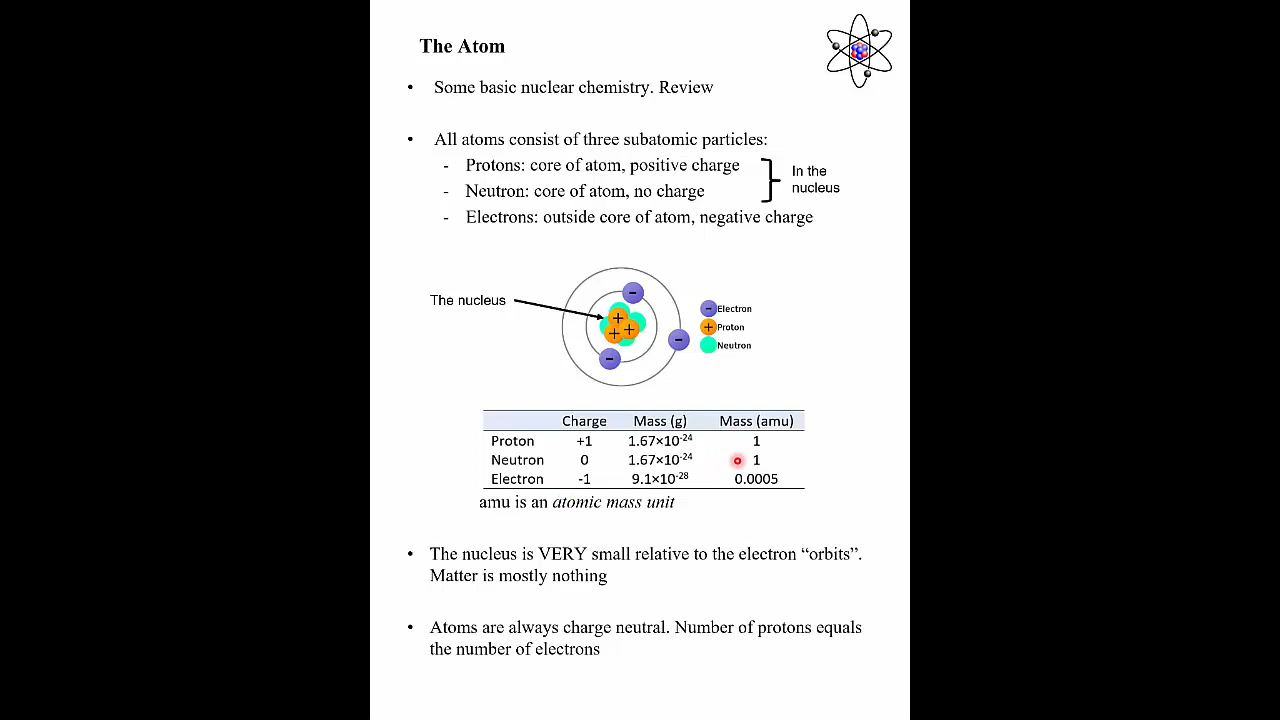 The Atom
• Some basic nuclear chemistry. Review
• All atoms consist of three subatomic particles:
- Protons: core of atom, positive charge
- Neutron: core of atom, no charge
- Electrons: outside core of atom, negative charge
In the
nucleus
The nucleus
- Electron
+ Proton
Neutron
Charge Mass (g) Mass (amu)
Proton +1 1.67×10⁻²⁴ 1
Neutron 0 1.67×10⁻²⁴ 1
Electron -1 9.1×10⁻²⁸ 0.0005
amu is an atomic mass unit
• The nucleus is VERY small relative to the electron “orbits”.
Matter is mostly nothing
• Atoms are always charge neutral. Number of protons equals
the number of electrons